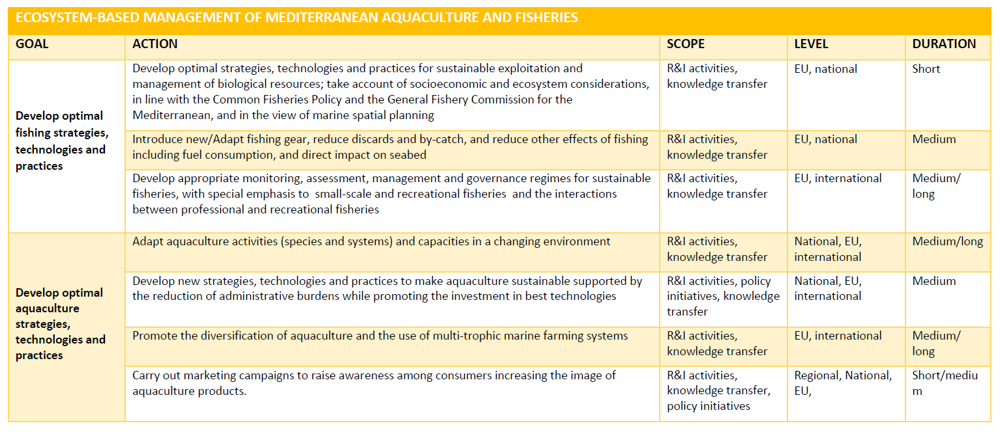 ECOSYSTEM-BASED MANAGEMENT OF MEDITERRANEAN AQUACULTURE AND FISHERIES
GOAL ACTION SCOPE LEVEL DURATION
Develop optimal
fishing strategies,
technologies and
practices
Develop optimal strategies, technologies and practices for sustainable exploitation and
management of biological resources; take account of socioeconomic and ecosystem considerations,
in line with the Common Fisheries Policy and the General Fishery Commission for the
Mediterranean, and in the view of marine spatial planning
R&I activities,
knowledge transfer
EU, national
Short
Introduce new/Adapt fishing gear, reduce discards and by-catch, and reduce other effects of fishing
including fuel consumption, and direct impact on seabed
R&I activities,
knowledge transfer
EU, national
Medium
Develop appropriate monitoring, assessment, management and governance regimes for sustainable
fisheries, with special emphasis to small-scale and recreational fisheries and the interactions
between professional and recreational fisheries
R&I activities,
knowledge transfer
EU, international
Medium/
long
Develop optimal
aquaculture
strategies,
technologies and
practices
Adapt aquaculture activities (species and systems) and capacities in a changing environment
R&I activities,
knowledge transfer
National, EU,
international
Medium/long
Develop new strategies, technologies and practices to make aquaculture sustainable supported by
the reduction of administrative burdens while promoting the investment in best technologies
R&I activities, policy
initiatives, knowledge
transfer
National, EU,
international
Medium
Promote the diversification of aquaculture and the use of multi-trophic marine farming systems
R&I activities,
knowledge transfer
EU, international
Medium/
long
Carry out marketing campaigns to raise awareness among consumers increasing the image of
aquaculture products.
R&I activities,
knowledge transfer,
policy initiatives
Regional, National,
EU,
Short/mediu
m